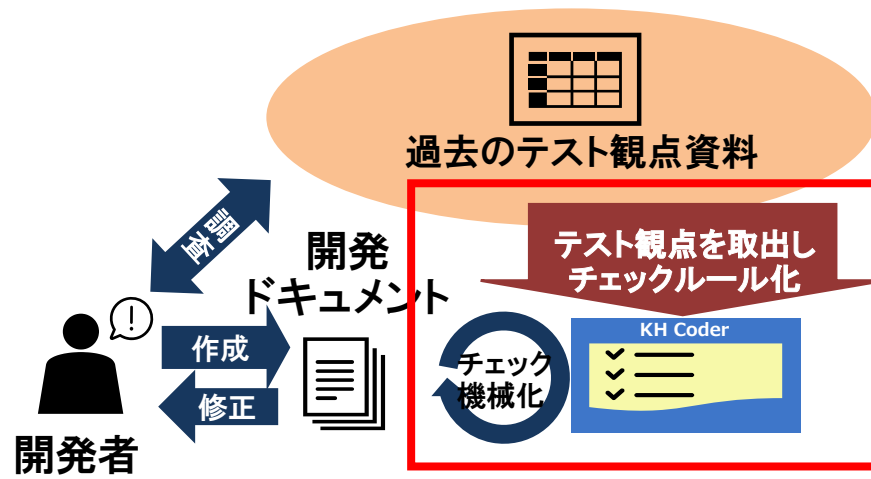 過去のテスト観点資料
調査
開発
ドキュメント
テスト観点を取出し
チェックルール化
KH Coder
作成
修正
チェック
機械化
開発者